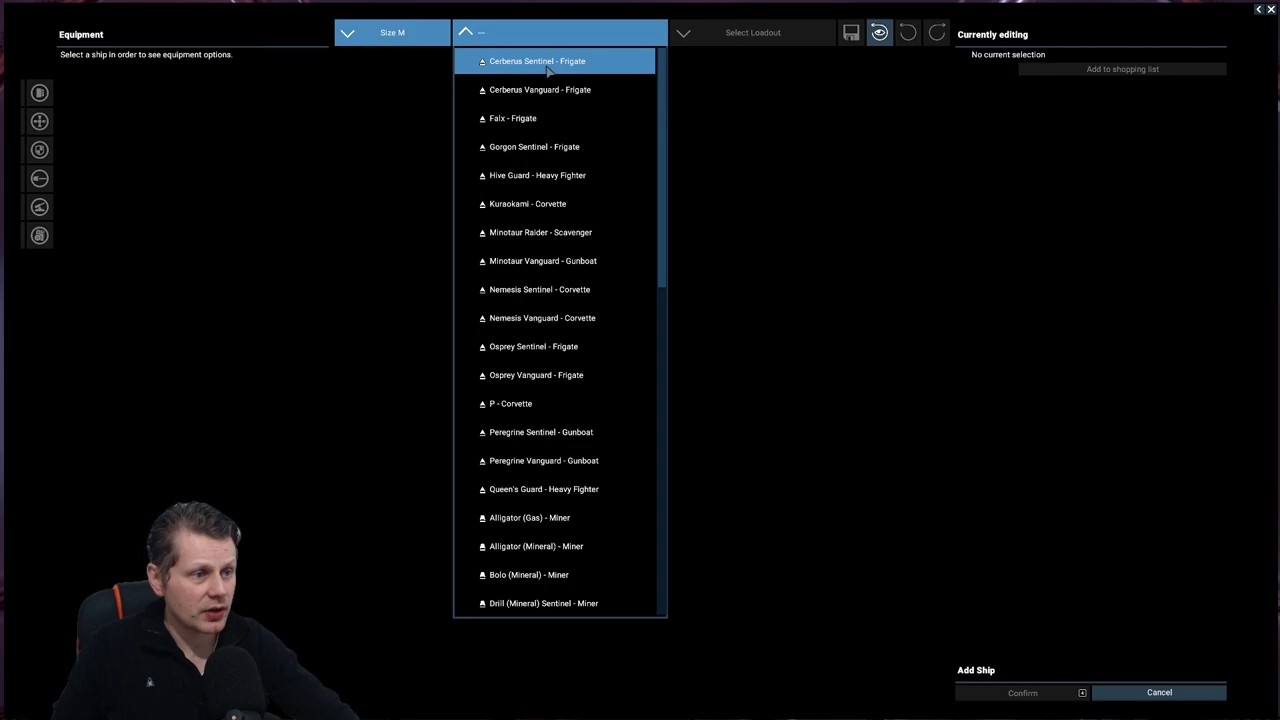 Equipment
Select a ship in order to see equipment options.
Size M
---
Select Loadout
Currently editing
No current selection
Add to shopping list
Cerberus Sentinel - Frigate
Cerberus Vanguard - Frigate
Falx - Frigate
Gorgon Sentinel - Frigate
Hive Guard - Heavy Fighter
Kuraokami - Corvette
Minotaur Raider - Scavenger
Minotaur Vanguard - Gunboat
Nemesis Sentinel - Corvette
Nemesis Vanguard - Corvette
Osprey Sentinel - Frigate
Osprey Vanguard - Frigate
P - Corvette
Peregrine Sentinel - Gunboat
Peregrine Vanguard - Gunboat
Queen's Guard - Heavy Fighter
Alligator (Gas) - Miner
Alligator (Mineral) - Miner
Bolo (Mineral) - Miner
Drill (Mineral) Sentinel - Miner
Add Ship
Confirm
Cancel